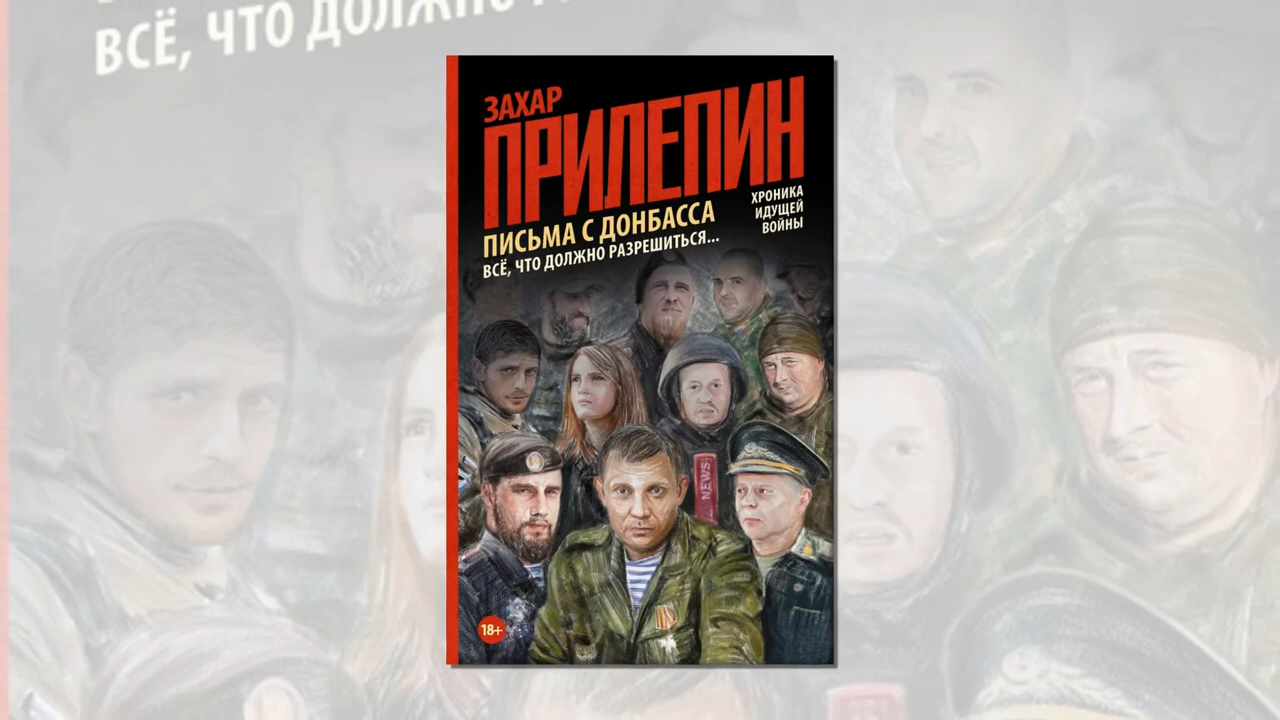 ВСЁ, ЧТО ДОЛЖНО
ЗАХАР
ПРИЛЕПИН
ПИСЬМА С ДОНБАССА
ВСЁ, ЧТО ДОЛЖНО РАЗРЕШИТЬСЯ...
ХРОНИКА
ИДУЩЕЙ
ВОЙНЫ
NEWS
18+